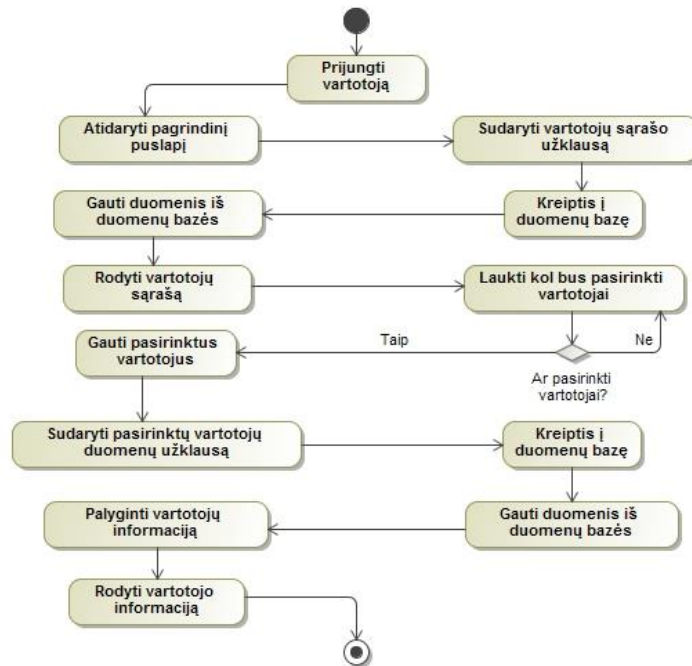 Prijungti
vartotoją
Atidaryti pagrindinį
puslapį
Sudaryti vartotojų sąrašo
užklausą
Gauti duomenis iš
duomenų bazės
Kreiptis į
duomenų bazę
Rodyti vartotojų
sąrašą
Laukti kol bus pasirinkti
vartotojai
Gauti pasirinktus
vartotojus
Taip
Ne
Ar pasirinkti
vartotojai?
Sudaryti pasirinktų vartotojų
duomenų užklausą
Kreiptis į
duomenų bazę
Palyginti vartotojų
informaciją
Gauti duomenis iš
duomenų bazės
Rodyti vartotojo
informaciją